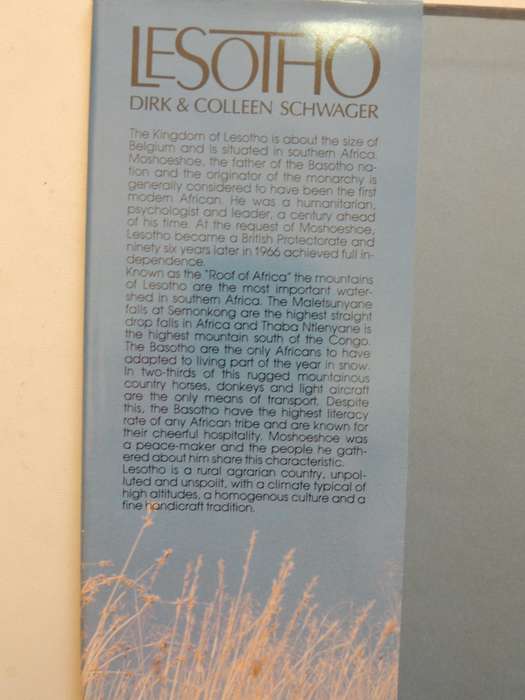 LESOTHO
DIRK & COLLEEN SCHWAGER
The Kingdom of Lesotho is about the size of
Belgium and is situated in southern Africa.
Moshoeshoe, the father of the Basotho na-
tion and the originator of the monarchy is
generally considered to have been the first
modern African. He was a humanitarian,
psychologist and leader, a century ahead
of his time. At the request of Moshoeshoe,
Lesotho became a British Protectorate and
ninety six years later in 1966 achieved full in-
dependence.
Known as the "Roof of Africa" the mountains
of Lesotho are the most important water-
shed in southern Africa. The Maletsunyane
falls at Semonkong are the highest straight
drop falls in Africa and Thaba Ntlenyane is
the highest mountain south of the Congo.
The Basotho are the only Africans to have
adapted to living part of the year in snow.
In two-thirds of this rugged mountainous
country horses, donkeys and light aircraft
are the only means of transport. Despite
this, the Basotho have the highest literacy
rate of any African tribe and are known for
their cheerful hospitality. Moshoeshoe was
a peace-maker and the people he gath-
ered about him share this characteristic.
Lesotho is a rural agrarian country, unpol-
luted and unspoilt, with a climate typical of
high altitudes, a homogenous culture and a
fine handicraft tradition.